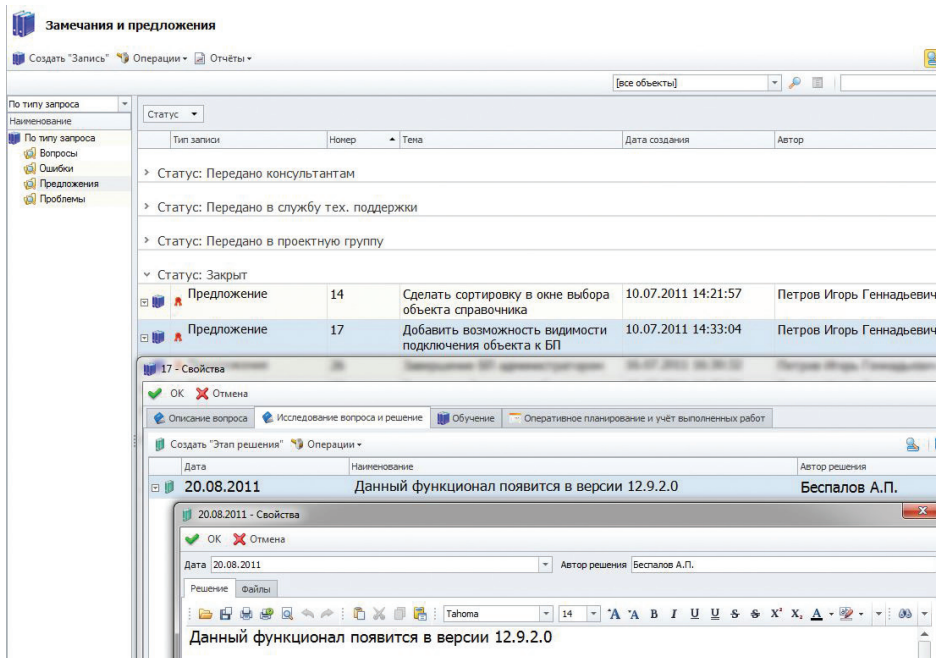 Замечания и предложения
Создать "Запись" Операции Отчёты
[все объекты]
По типу запроса
Наименование
По типу запроса
Вопросы
Ошибки
Предложения
Проблемы
Статус
Тип записи Номер Тема Дата создания Автор
Статус: Передано консультантам
Статус: Передано в службу тех. поддержки
Статус: Передано в проектную группу
Статус: Закрыт
Предложение 14 Сделать сортировку в окне выбора 10.07.2011 14:21:57 Петров Игорь Геннадьевич
объекта справочника
Предложение 17 Добавить возможность видимости 10.07.2011 14:33:04 Петров Игорь Геннадьевич
подключения объекта к БП
17 - Свойства
ОК Отмена
Описание вопроса Исследование вопроса и решение Обучение Оперативное планирование и учёт выполненных работ
Создать "Этап решения" Операции
Дата Наименование Автор решения
20.08.2011 Данный функционал появится в версии 12.9.2.0 Беспалов А.П.
20.08.2011 - Свойства
ОК Отмена
Дата 20.08.2011 Автор решения Беспалов А.П.
Решение Файлы
Tahoma 14
Данный функционал появится в версии 12.9.2.0